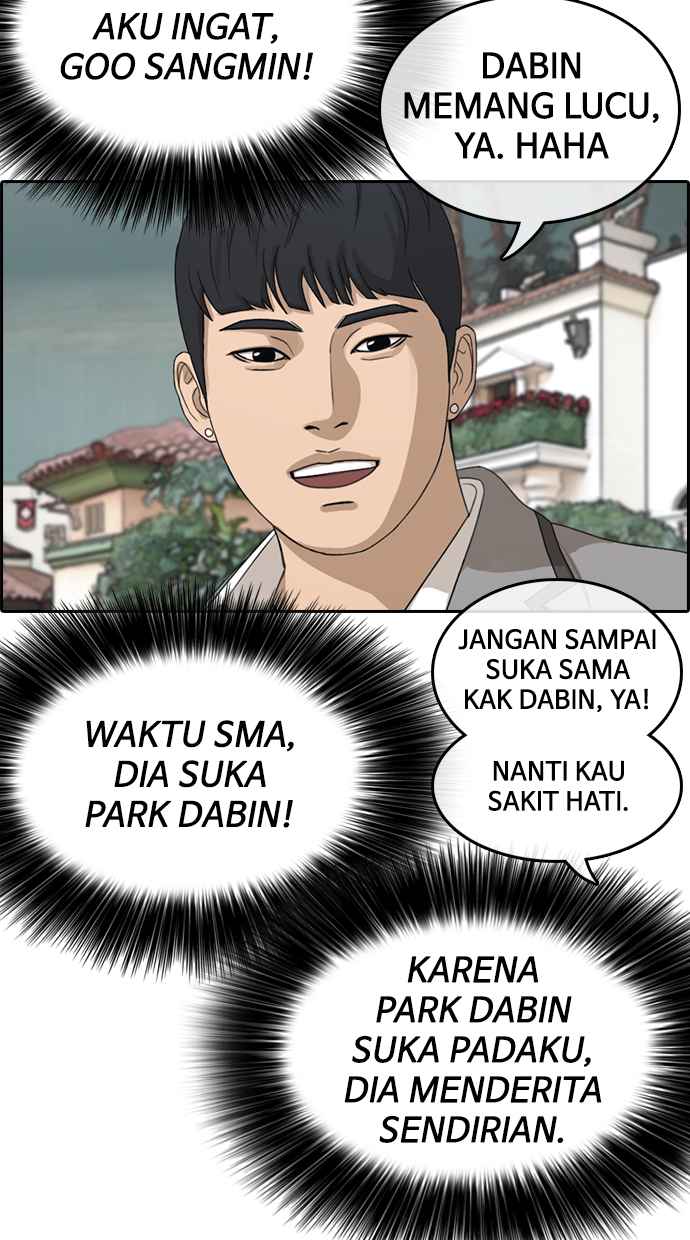 AKU INGAT,
GOO SANGMIN!
DABIN
MEMANG LUCU,
YA. HAHA
JANGAN SAMPAI
SUKA SAMA
KAK DABIN, YA!
NANTI KAU
SAKIT HATI.
WAKTU SMA,
DIA SUKA
PARK DABIN!
KARENA
PARK DABIN
SUKA PADAKU,
DIA MENDERITA
SENDIRIAN.